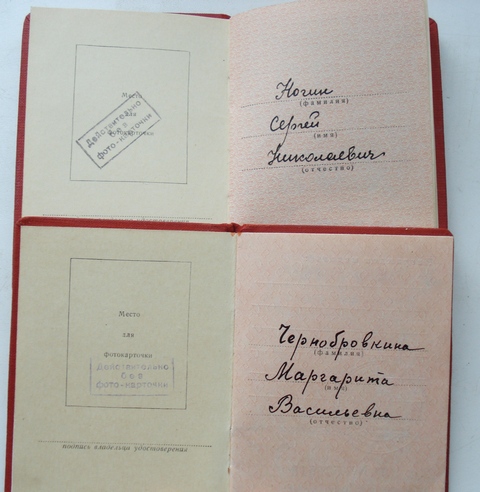 Место
для
фотокарточки
Действительно
без
фото-карточки
Ногин
(фамилия)
Сергей
(имя)
Николаевич
(отчество)
Место
для
фотокарточки
Действительно
без
фото-карточки
подпись владельца удостоверения
Чернобровкина
(фамилия)
Маргарита
(имя)
Васильевна
(отчество)